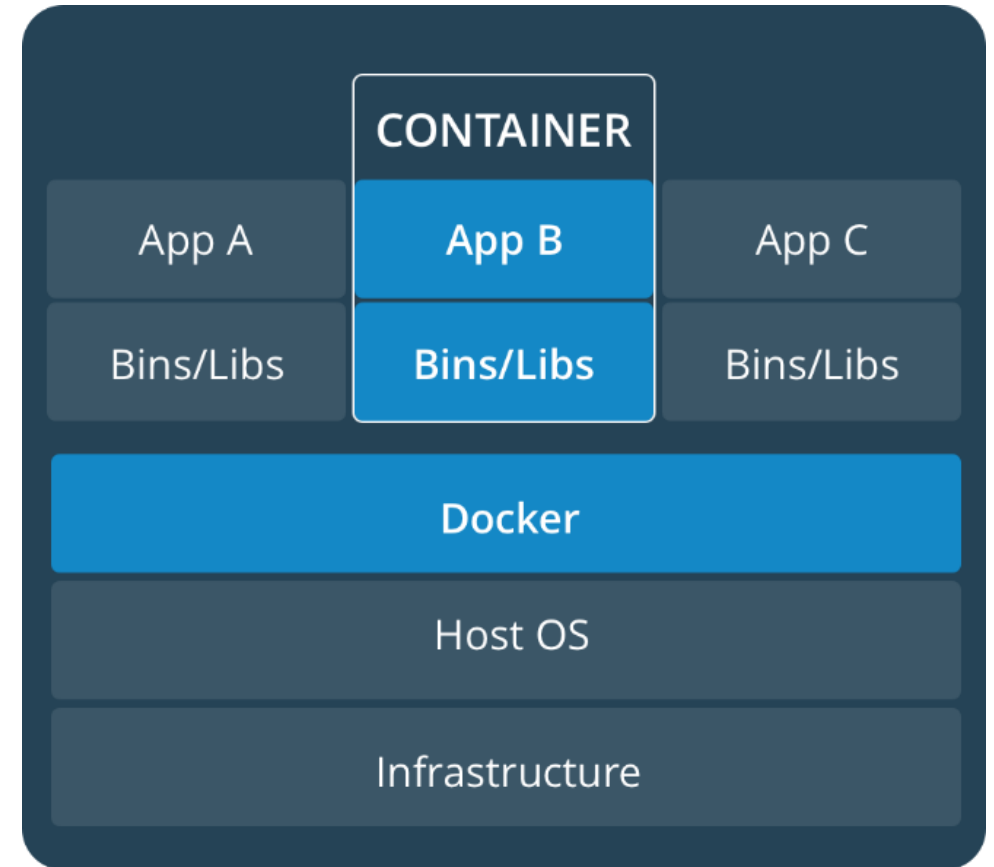 CONTAINER
App A
App B
App C
Bins/Libs
Bins/Libs
Bins/Libs
Docker
Host OS
Infrastructure